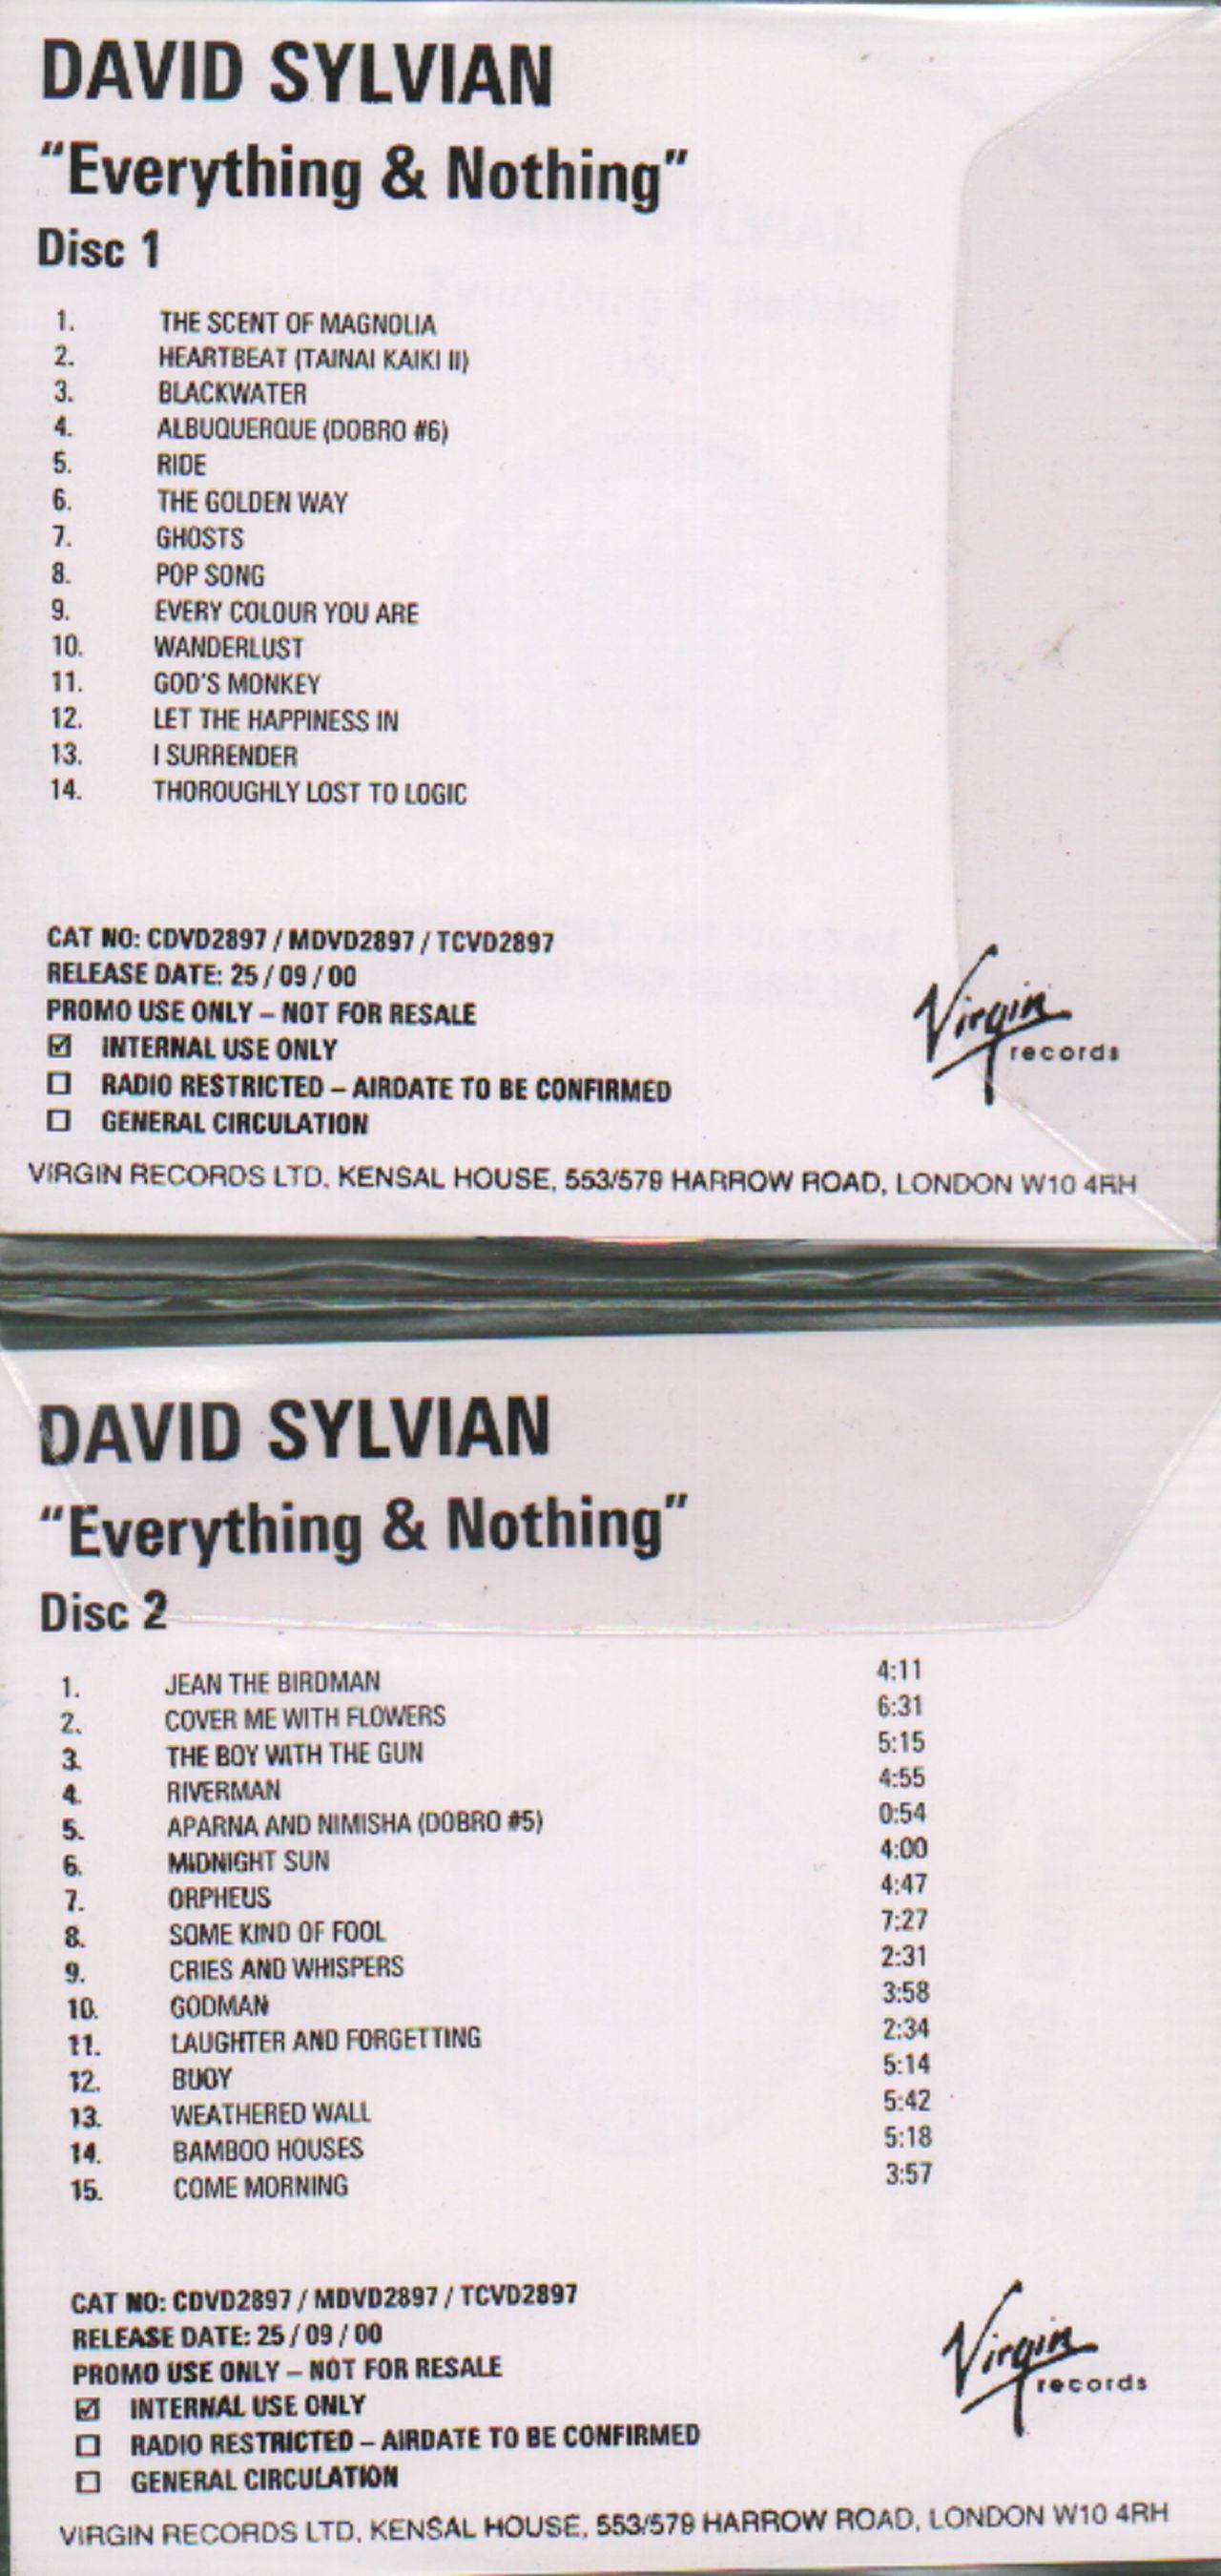 DAVID SYLVIAN
“Everything & Nothing”
Disc 1
1. THE SCENT OF MAGNOLIA
2. HEARTBEAT (TAINAI KAIKI II)
3. BLACKWATER
4. ALBUQUERQUE (DOBRO #6)
5. RIDE
6. THE GOLDEN WAY
7. GHOSTS
8. POP SONG
9. EVERY COLOUR YOU ARE
10. WANDERLUST
11. GOD'S MONKEY
12. LET THE HAPPINESS IN
13. I SURRENDER
14. THOROUGHLY LOST TO LOGIC
CAT NO: CDVD2897 / MDVD2897 / TCVD2897
RELEASE DATE: 25 / 09 / 00
PROMO USE ONLY – NOT FOR RESALE
☑ INTERNAL USE ONLY
☐ RADIO RESTRICTED – AIRDATE TO BE CONFIRMED
☐ GENERAL CIRCULATION
Virgin
records
VIRGIN RECORDS LTD, KENSAL HOUSE, 553/579 HARROW ROAD, LONDON W10 4RH
DAVID SYLVIAN
“Everything & Nothing”
Disc 2
1. JEAN THE BIRDMAN 4:11
2. COVER ME WITH FLOWERS 6:31
3. THE BOY WITH THE GUN 5:15
4. RIVERMAN 4:55
5. APARNA AND NIMISHA (DOBRO #5) 0:54
6. MIDNIGHT SUN 4:00
7. ORPHEUS 4:47
8. SOME KIND OF FOOL 7:27
9. CRIES AND WHISPERS 2:31
10. GODMAN 3:58
11. LAUGHTER AND FORGETTING 2:34
12. BUOY 5:14
13. WEATHERED WALL 5:42
14. BAMBOO HOUSES 5:18
15. COME MORNING 3:57
CAT NO: CDVD2897 / MDVD2897 / TCVD2897
RELEASE DATE: 25 / 09 / 00
PROMO USE ONLY – NOT FOR RESALE
☑ INTERNAL USE ONLY
☐ RADIO RESTRICTED – AIRDATE TO BE CONFIRMED
☐ GENERAL CIRCULATION
Virgin
records
VIRGIN RECORDS LTD, KENSAL HOUSE, 553/579 HARROW ROAD, LONDON W10 4RH